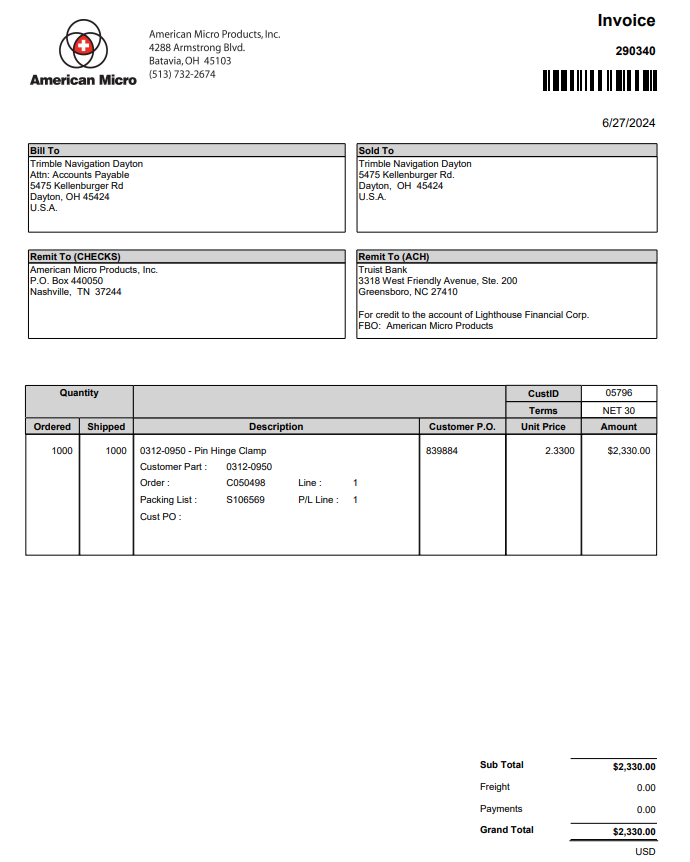 Invoice
American Micro Products, Inc.
4288 Armstrong Blvd.
Batavia, OH 45103
(513) 732-2674
American Micro
290340
6/27/2024
Bill To
Trimble Navigation Dayton
Attn: Accounts Payable
5475 Kellenburger Rd
Dayton, OH 45424
U.S.A.
Sold To
Trimble Navigation Dayton
5475 Kellenburger Rd.
Dayton, OH 45424
U.S.A.
Remit To (CHECKS)
American Micro Products, Inc.
P.O. Box 440050
Nashville, TN 37244
Remit To (ACH)
Truist Bank
3318 West Friendly Avenue, Ste. 200
Greensboro, NC 27410
For credit to the account of Lighthouse Financial Corp.
FBO: American Micro Products
Quantity CustID 05796
Terms NET 30
Ordered Shipped Description Customer P.O. Unit Price Amount
1000 1000 0312-0950 - Pin Hinge Clamp 839884 2.3300 $2,330.00
Customer Part : 0312-0950
Order : C050498 Line : 1
Packing List : S106569 P/L Line : 1
Cust PO :
Sub Total $2,330.00
Freight 0.00
Payments 0.00
Grand Total $2,330.00
USD